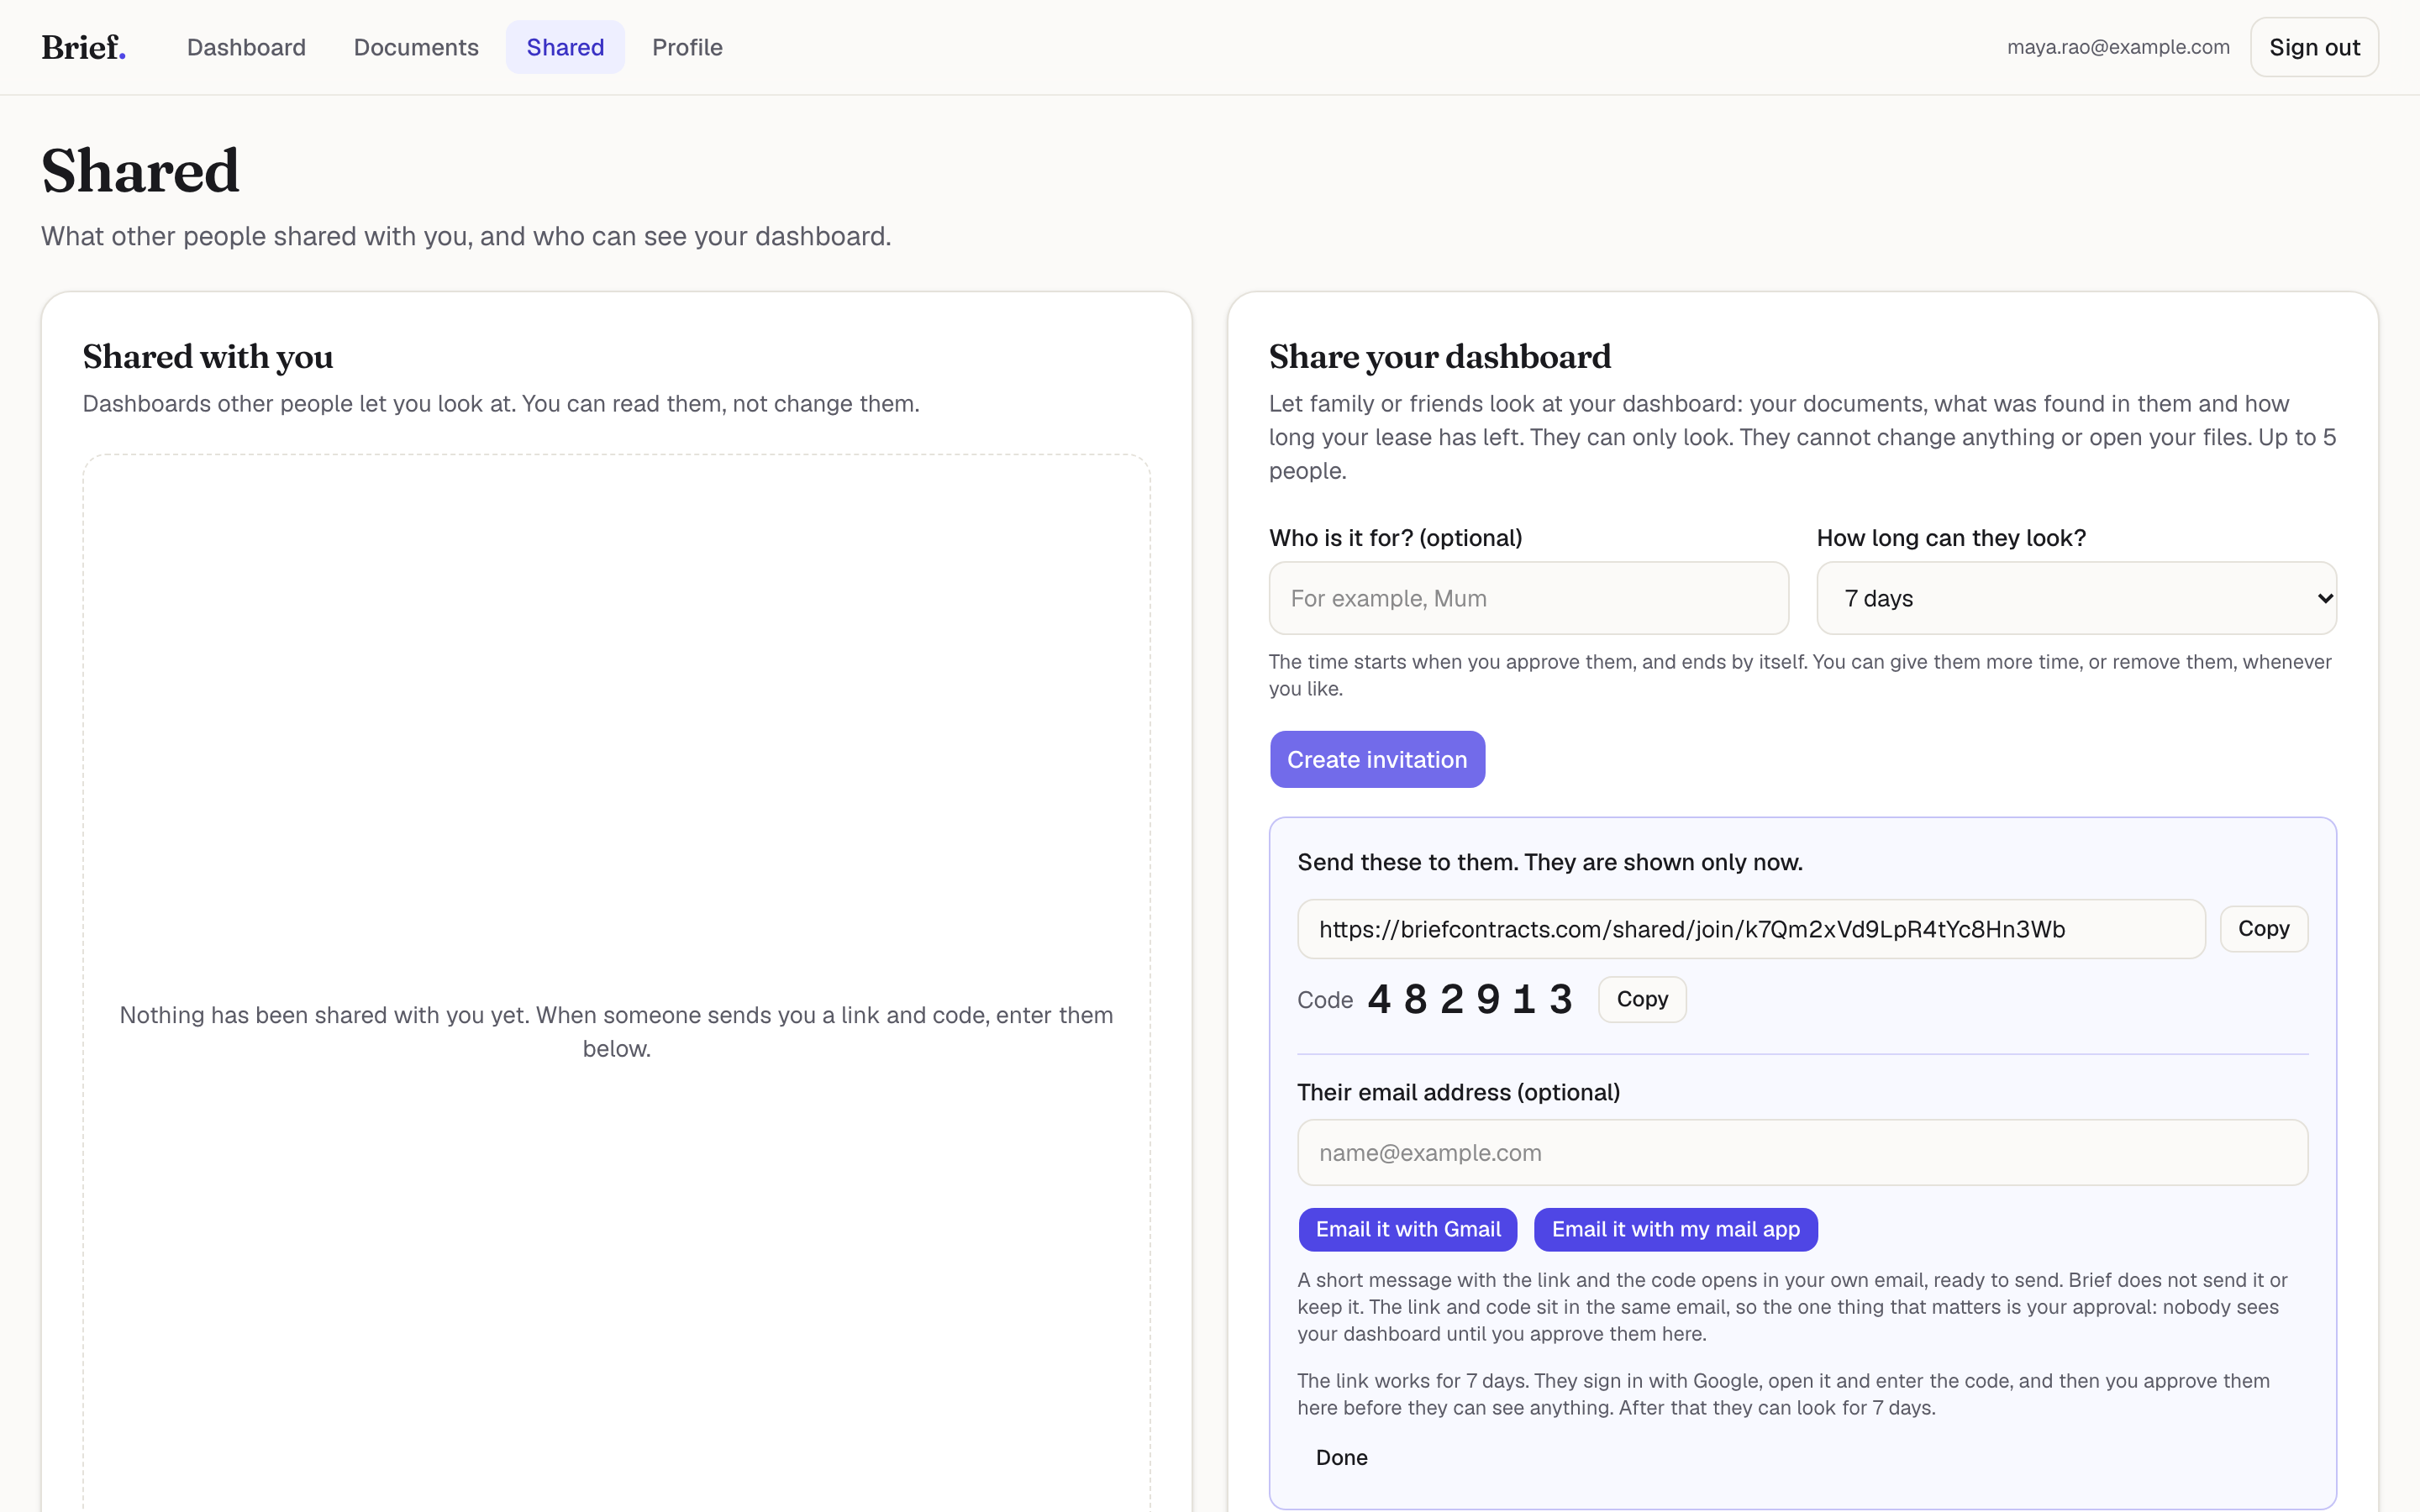 Brief.
Dashboard
Documents
Shared
Profile
maya.rao@example.com
Sign out
Shared
What other people shared with you, and who can see your dashboard.
Shared with you
Dashboards other people let you look at. You can read them, not change them.
Nothing has been shared with you yet. When someone sends you a link and code, enter them
below.
Share your dashboard
Let family or friends look at your dashboard: your documents, what was found in them and how
long your lease has left. They can only look. They cannot change anything or open your files. Up to 5
people.
Who is it for? (optional)
For example, Mum
How long can they look?
7 days
The time starts when you approve them, and ends by itself. You can give them more time, or remove them, whenever
you like.
Create invitation
Send these to them. They are shown only now.
https://briefcontracts.com/shared/join/k7Qm2xVd9LpR4tYc8Hn3Wb
Copy
Code 482913
Copy
Their email address (optional)
name@example.com
Email it with Gmail
Email it with my mail app
A short message with the link and the code opens in your own email, ready to send. Brief does not send it or
keep it. The link and code sit in the same email, so the one thing that matters is your approval: nobody sees
your dashboard until you approve them here.
The link works for 7 days. They sign in with Google, open it and enter the code, and then you approve them
here before they can see anything. After that they can look for 7 days.
Done